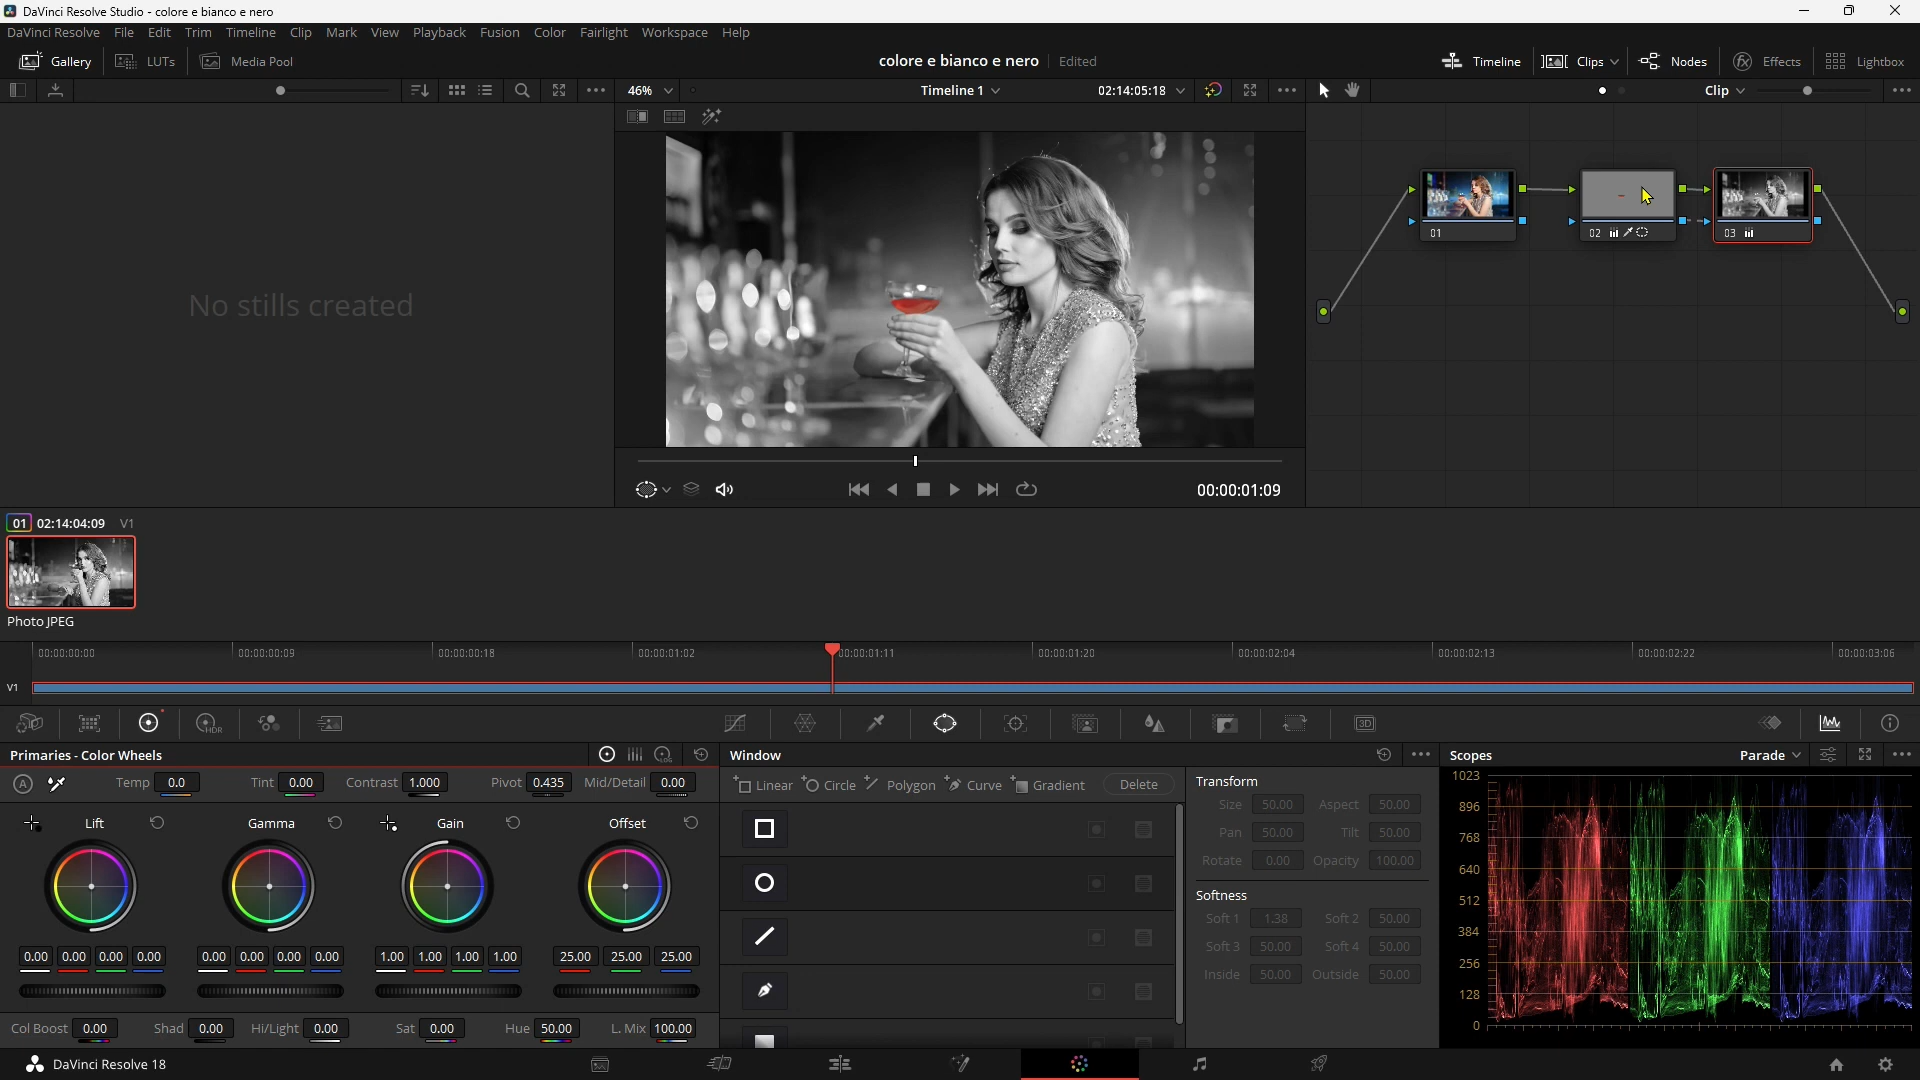 DaVinci Resolve Studio - colore e bianco e nero
DaVinci Resolve File Edit Trim Timeline Clip Mark View Playback Fusion Color Fairlight Workspace Help
Gallery LUTs Media Pool colore e bianco e nero Edited Timeline Clips Nodes Effects Lightbox
46% Timeline 1 02:14:05:18 Clip
No stills created
01
02
03
00:00:01:09
01 02:14:04:09 V1
Photo JPEG
00:00:00:00 00:00:00:09 00:00:00:18 00:00:01:02 00:00:01:11 00:00:01:20 00:00:02:04 00:00:02:13 00:00:02:22 00:00:03:06
V1
HDR 3D
Primaries - Color Wheels LOG Window Scopes Parade
A Temp 0.0 Tint 0.00 Contrast 1.000 Pivot 0.435 Mid/Detail 0.00
Linear Circle Polygon Curve Gradient Delete
Lift Gamma Gain Offset
0.00 0.00 0.00 0.00 0.00 0.00 0.00 0.00 1.00 1.00 1.00 1.00 25.00 25.00 25.00
Col Boost 0.00 Shad 0.00 Hi/Light 0.00 Sat 0.00 Hue 50.00 L. Mix 100.00
Transform
Size 50.00 Aspect 50.00
Pan 50.00 Tilt 50.00
Rotate 0.00 Opacity 100.00
Softness
Soft 1 1.38 Soft 2 50.00
Soft 3 50.00 Soft 4 50.00
Inside 50.00 Outside 50.00
1023
896
768
640
512
384
256
128
0
DaVinci Resolve 18